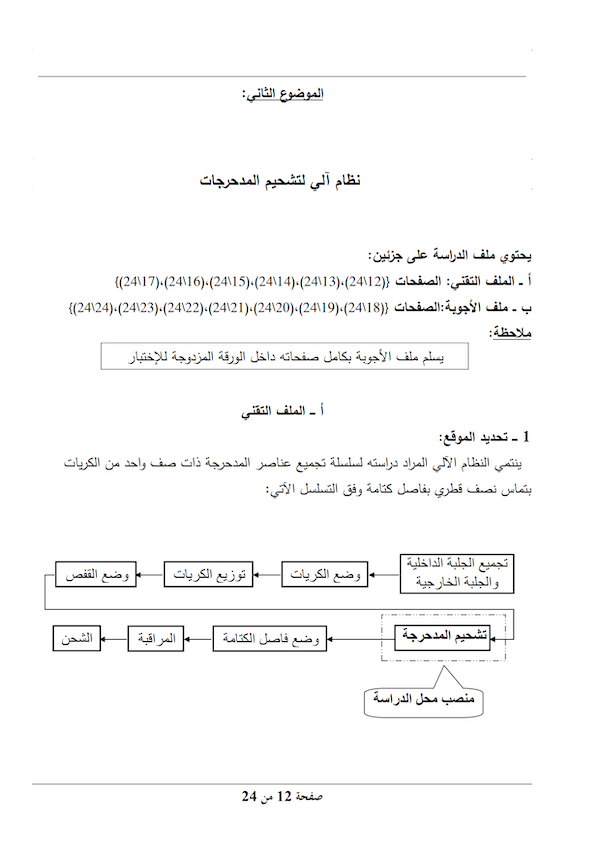 الموضوع الثاني:
نظام آلي لتشحيم المدحرجات
يحتوي ملف الدراسة على جزئين:
أ ـ الملف التقني: الصفحات {(12\24)،(13\24)،(14\24)،(15\24)،(16\24)،(17\24)}
ب ـ ملف الأجوبة:الصفحات {(18\24)،(19\24)،(20\24)،(21\24)،(22\24)،(23\24)،(24\24)}
ملاحظة:
يسلم ملف الأجوبة بكامل صفحاته داخل الورقة المزدوجة للإختبار
أ ـ الملف التقني
1 ـ تحديد الموقع:
ينتمي النظام الآلي المراد دراسته لسلسلة تجميع عناصر المدحرجة ذات صف واحد من الكريات
بتماس نصف قطري بفاصل كتامة وفق التسلسل الآتي:
تجميع الجلبة الداخلية
والجلبة الخارجية
وضع الكريات
توزيع الكريات
وضع القفص
تشحيم المدحرجة
وضع فاصل الكتامة
المراقبة
الشحن
منصب محل الدراسة
صفحة 12 من 24